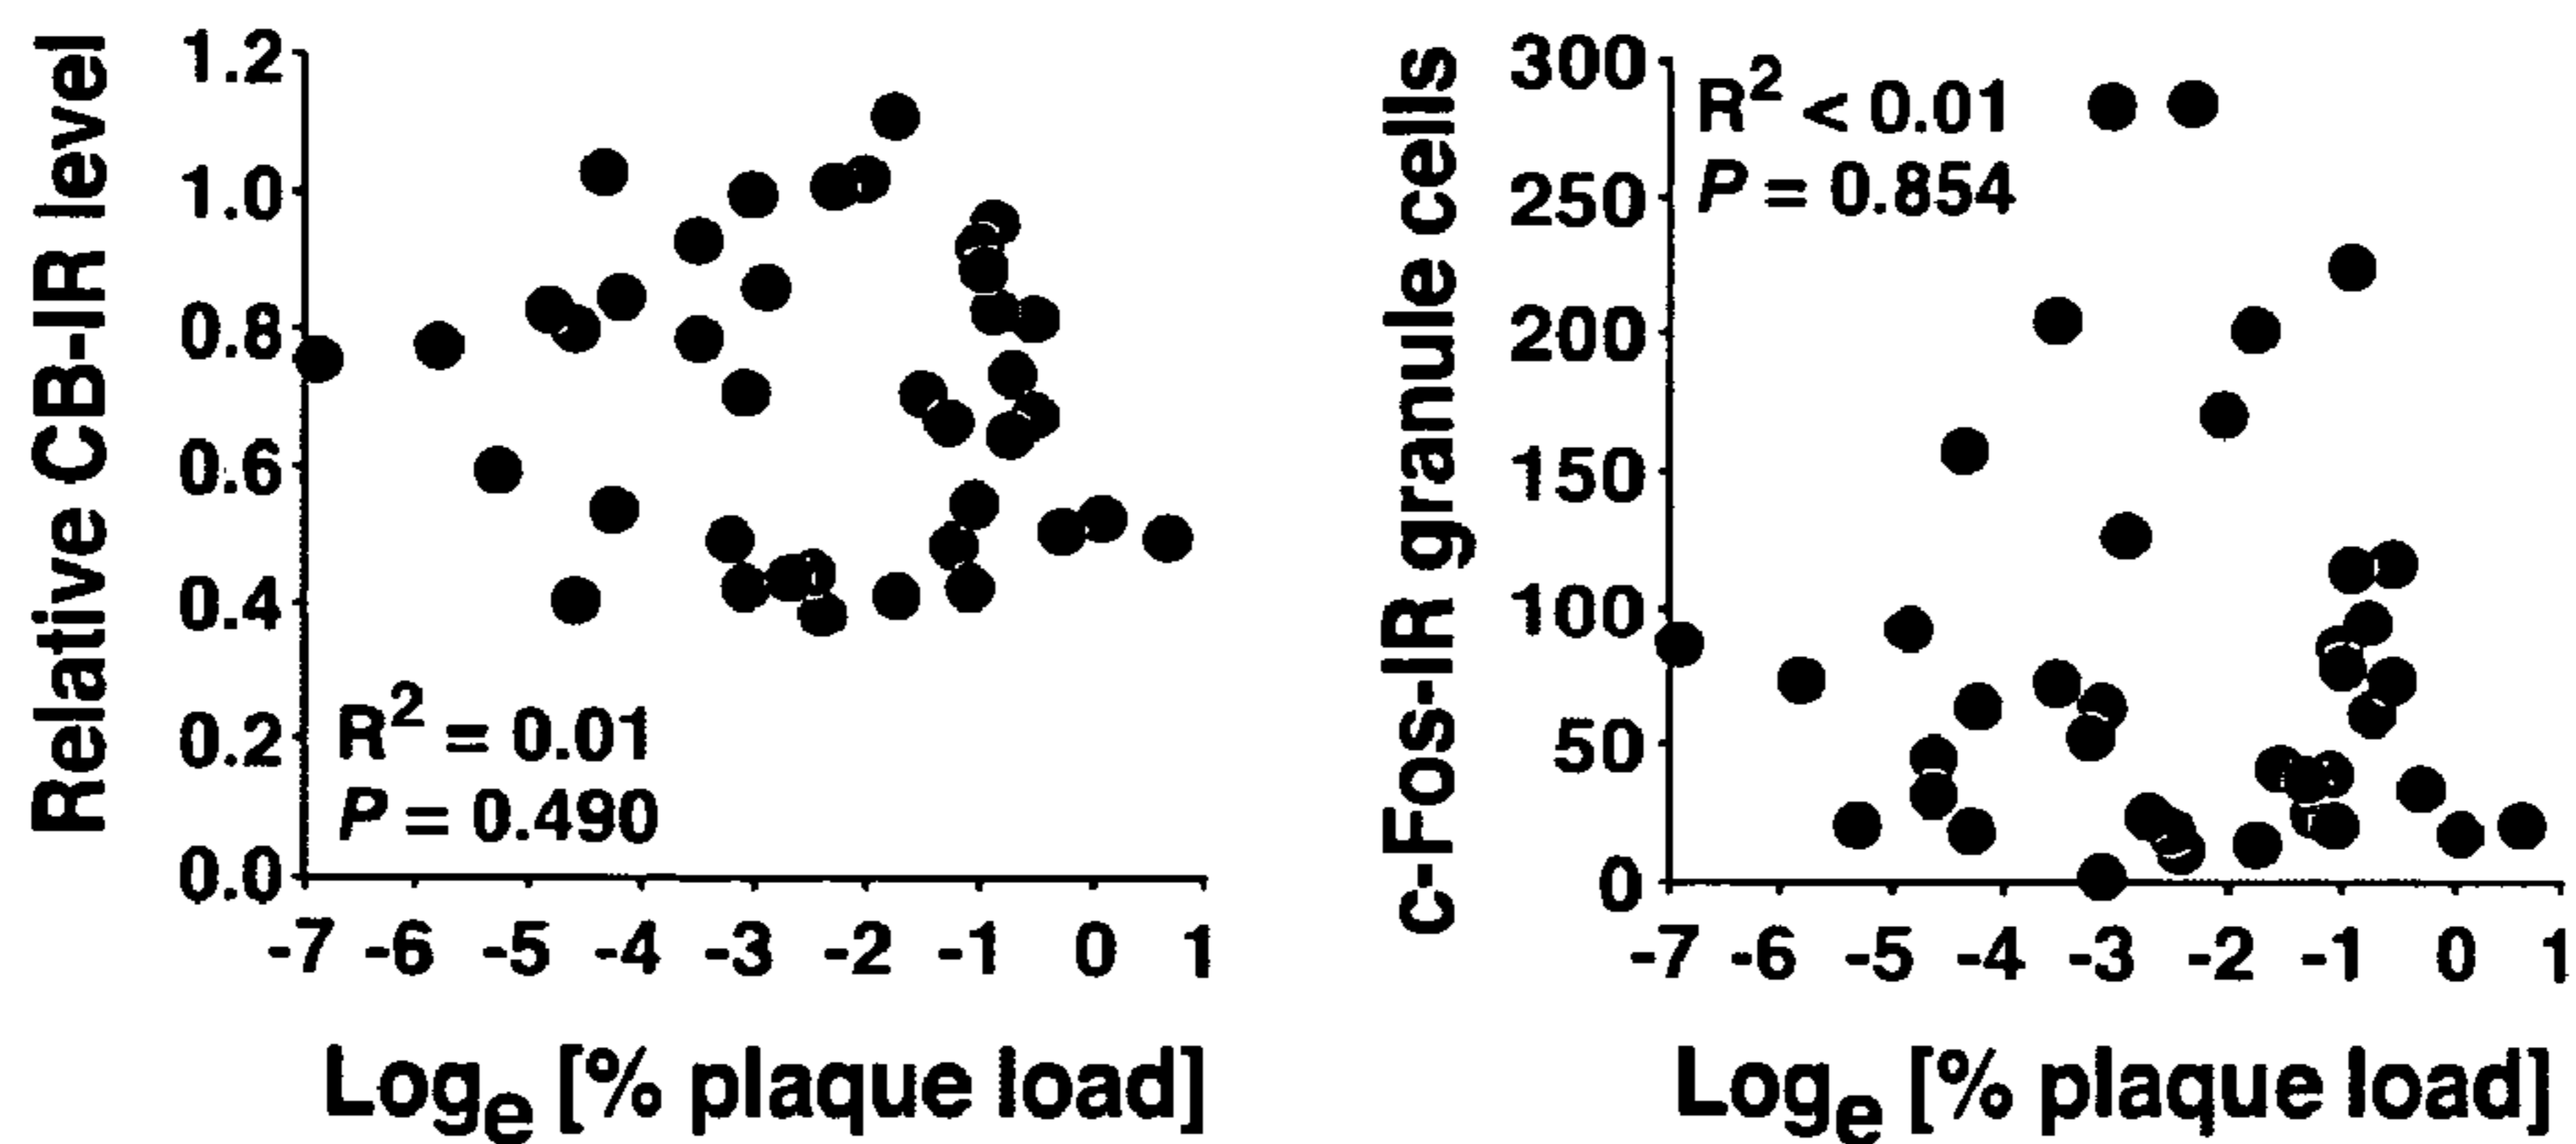 Relative CB-IR level
1.2
1.0
0.8
0.6
0.4
0.2
0.0
R² = 0.01
P = 0.490
-7 -6 -5 -4 -3 -2 -1 0 1
Logₑ [% plaque load]
c-Fos-IR granule cells
300
250
200
150
100
50
0
R² < 0.01
P = 0.854
-7 -6 -5 -4 -3 -2 -1 0 1
Logₑ [% plaque load]